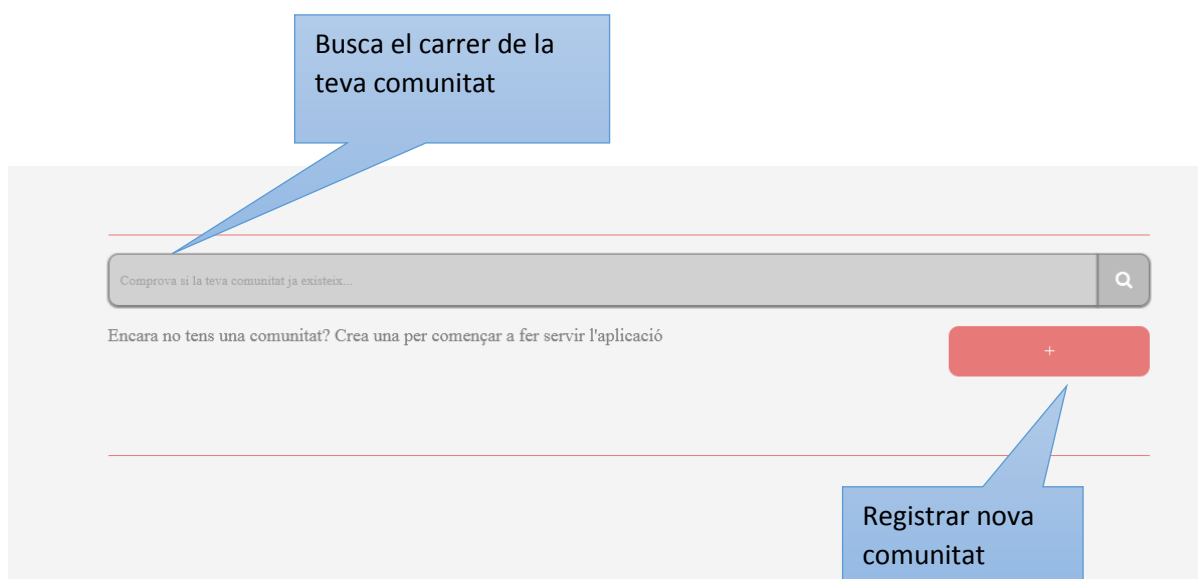 Busca el carrer de la
teva comunitat
Comprova si la teva comunitat ja existeix...
Encara no tens una comunitat? Crea una per començar a fer servir l'aplicació
+
Registrar nova
comunitat